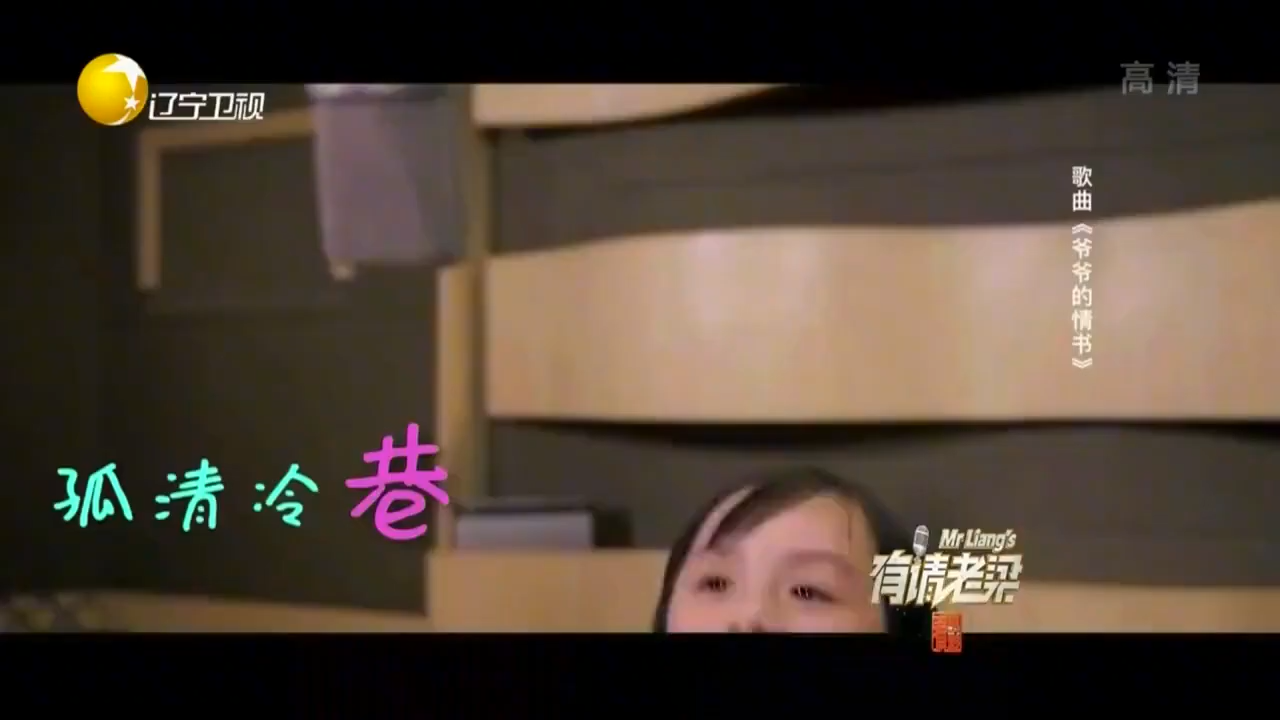 辽宁卫视
高清
歌曲《爷爷的情书》
孤清冷巷
Mr Liang's
有请老梁